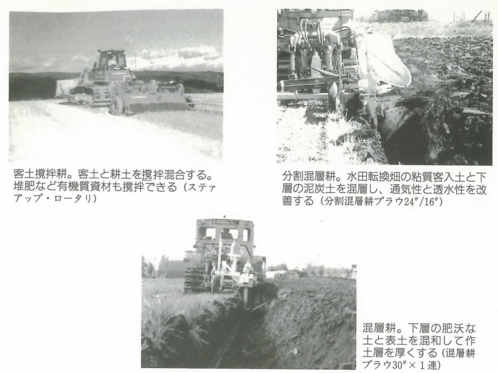 客土撹拌耕。客土と耕土を撹拌混合する。
堆肥など有機質資材も撹拌できる（スティア
アップ・ロータリ）
分割混層耕。水田転換畑の粘質客入土と下
層の泥炭土を混層し、通気性と透水性を改
善する（分割混層耕プラウ24″/16″）
混層耕。下層の肥沃な
土と表土を混和して作
土層を厚くする（混層耕
プラウ30″×1連）